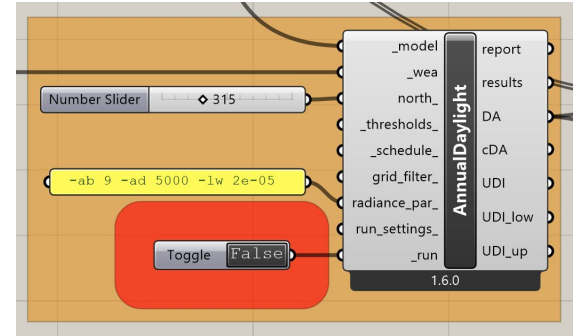 _model
_wea
north_
_thresholds_
_schedule_
grid_filter_
radiance_par_
run_settings_
_run
AnnualDaylight
report
results
DA
cDA
UDI
UDI_low
UDI_up
1.6.0
Number Slider
315
-ab 9 -ad 5000 -lw 2e-05
Toggle
False